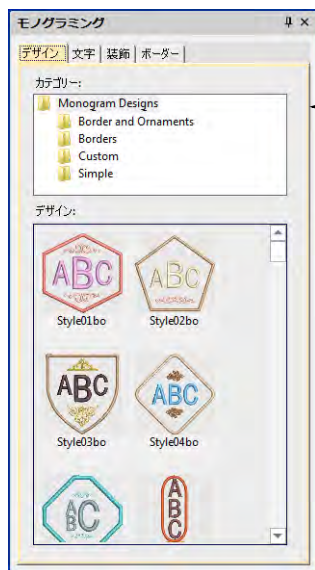 モノグラミング
デザイン 文字 装飾 ボーダー
カテゴリー:
Monogram Designs
Border and Ornaments
Borders
Custom
Simple
デザイン:
ABC ABC
Style01bo Style02bo
ABC ABC
Style03bo Style04bo
ABC ABC